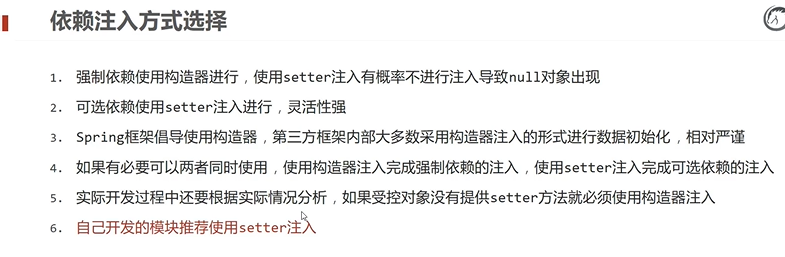 依赖注入方式选择
1. 强制依赖使用构造器进行，使用setter注入有概率不进行注入导致null对象出现
2. 可选依赖使用setter注入进行，灵活性强
3. Spring框架倡导使用构造器，第三方框架内部大多数采用构造器注入的形式进行数据初始化，相对严谨
4. 如果有必要可以两者同时使用，使用构造器注入完成强制依赖的注入，使用setter注入完成可选依赖的注入
5. 实际开发过程中还要根据实际情况分析，如果受控对象没有提供setter方法就必须使用构造器注入
6. 自己开发的模块推荐使用setter注入